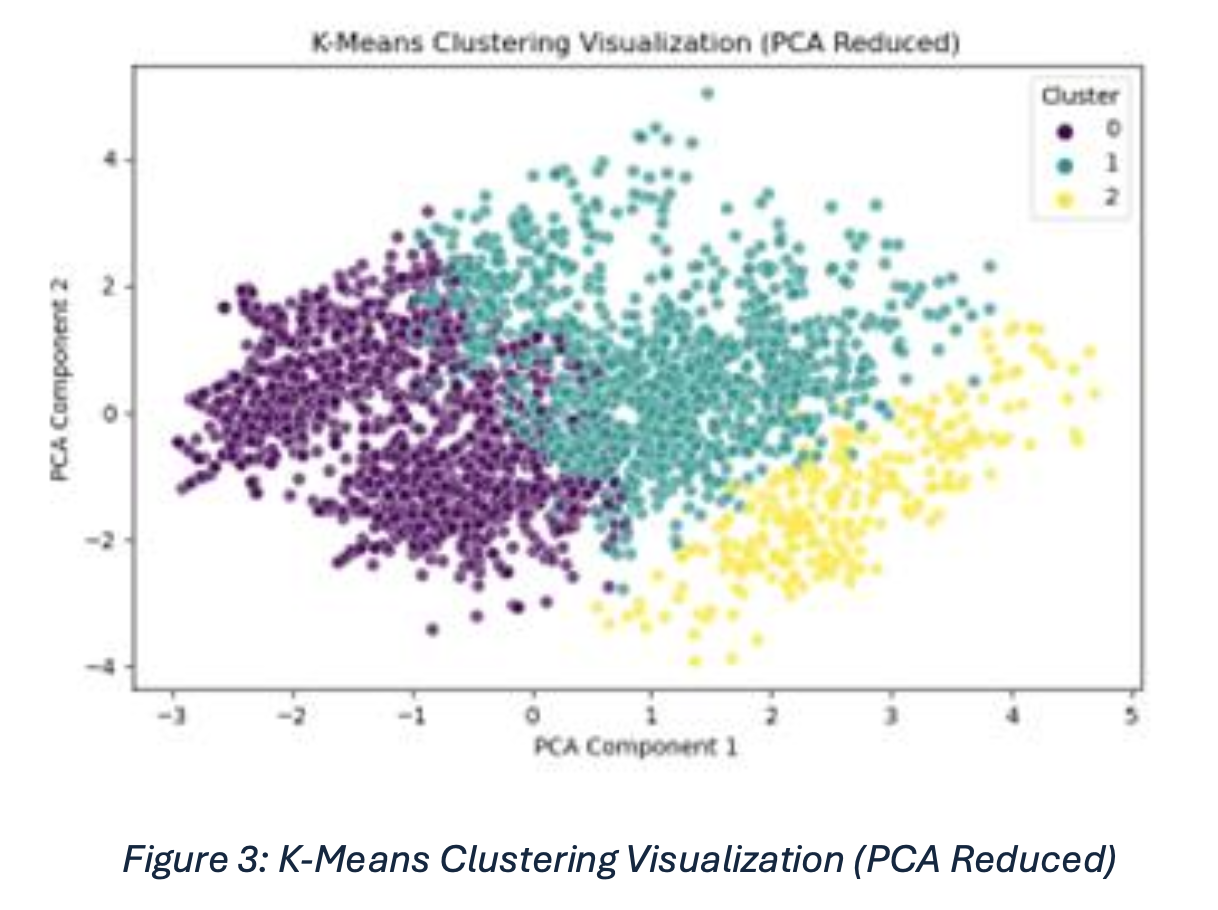 K-Means Clustering Visualization (PCA Reduced)
Cluster
0
1
2
4
2
0
−2
−4
PCA Component 2
−3 −2 −1 0 1 2 3 4 5
PCA Component 1
Figure 3: K-Means Clustering Visualization (PCA Reduced)